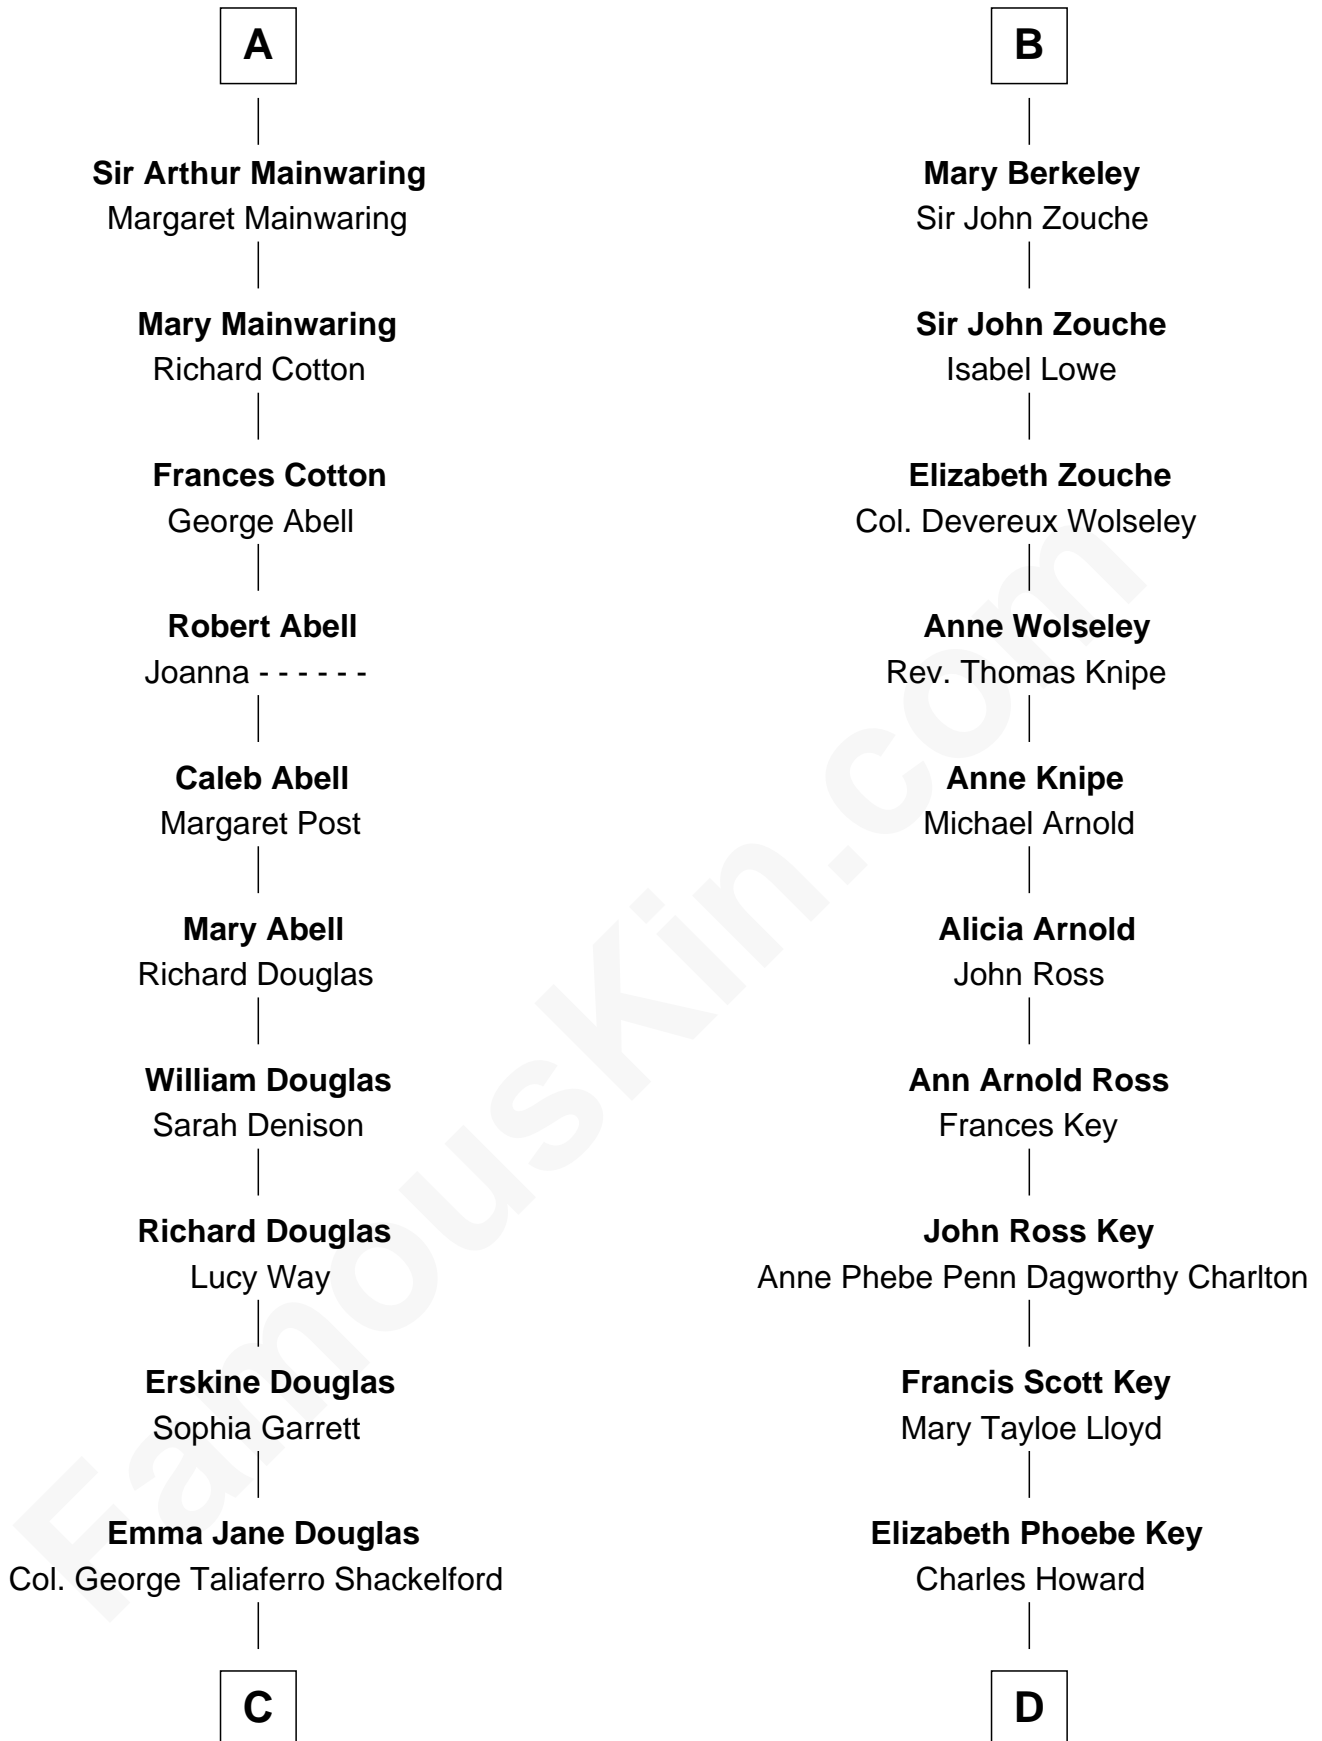 A
Sir Arthur Mainwaring
Margaret Mainwaring
Mary Mainwaring
Richard Cotton
Frances Cotton
George Abell
Robert Abell
Joanna - - - - - -
Caleb Abell
Margaret Post
Mary Abell
Richard Douglas
William Douglas
Sarah Denison
Richard Douglas
Lucy Way
Erskine Douglas
Sophia Garrett
Emma Jane Douglas
Col. George Taliaferro Shackelford
C
B
Mary Berkeley
Sir John Zouche
Sir John Zouche
Isabel Lowe
Elizabeth Zouche
Col. Devereux Wolseley
Anne Wolseley
Rev. Thomas Knipe
Anne Knipe
Michael Arnold
Alicia Arnold
John Ross
Ann Arnold Ross
Frances Key
John Ross Key
Anne Phebe Penn Dagworthy Charlton
Francis Scott Key
Mary Tayloe Lloyd
Elizabeth Phoebe Key
Charles Howard
D
FamousKin.com